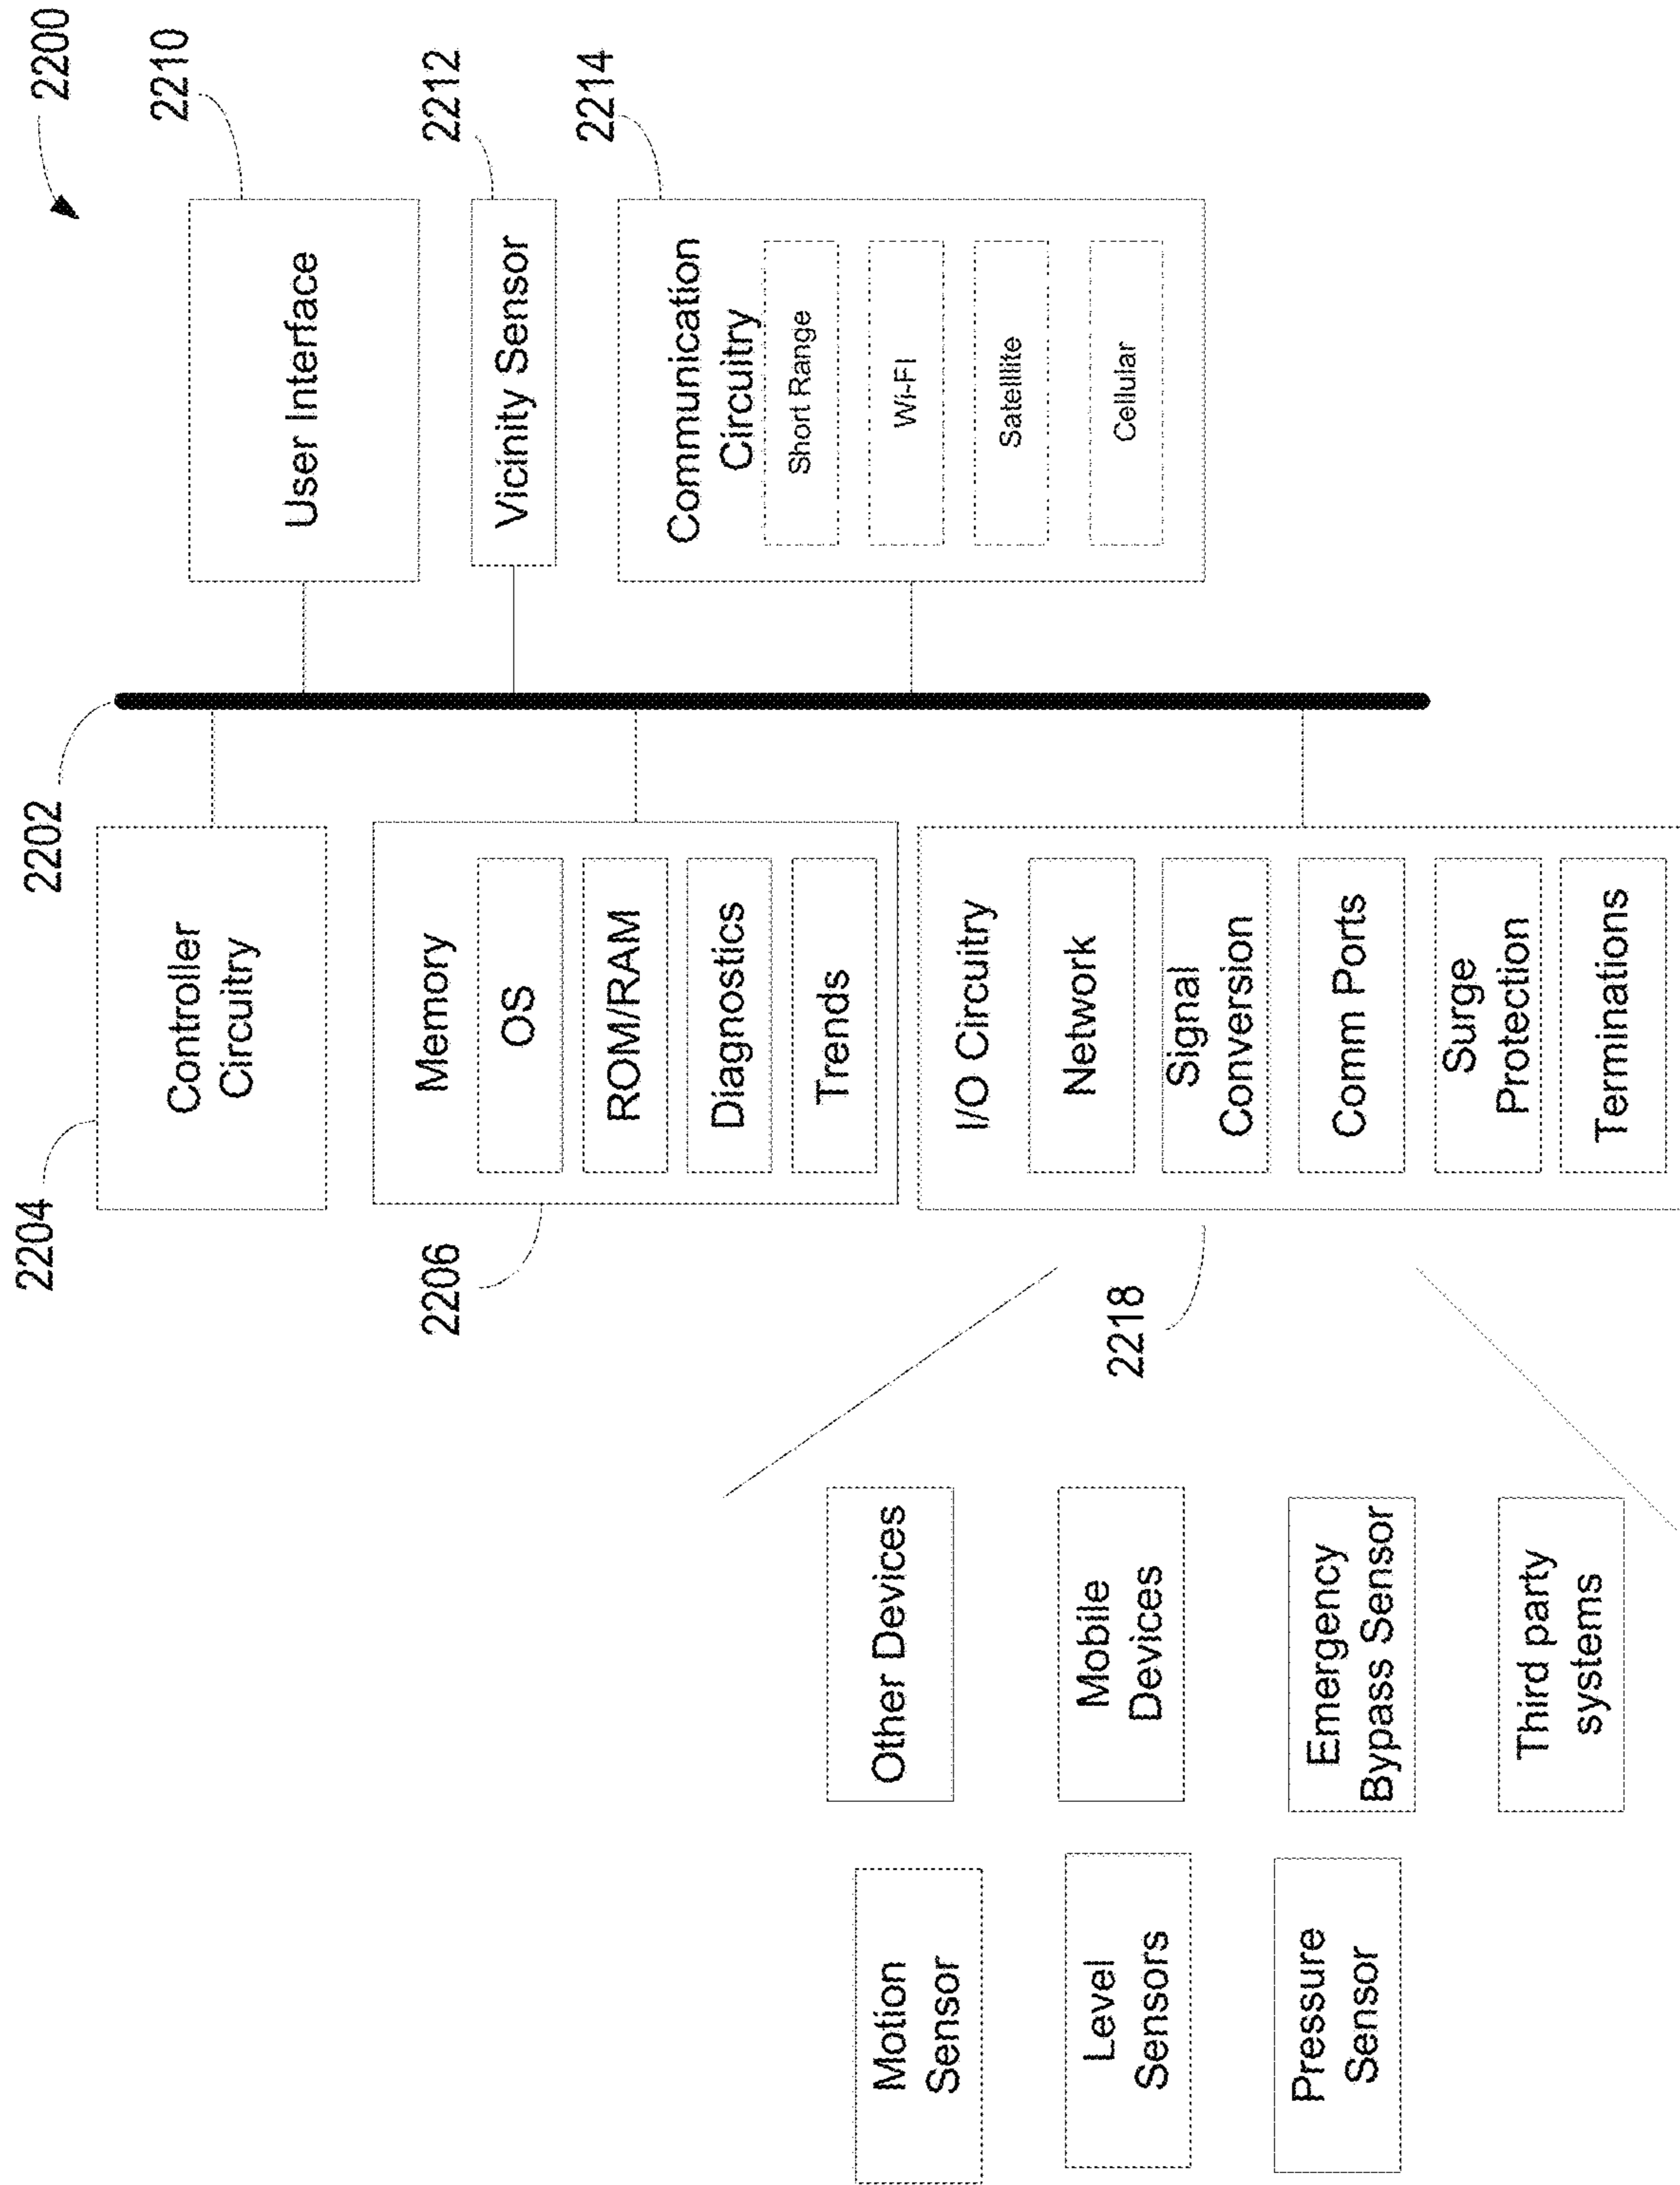 2200
2202
2204
Controller
Circuitry
2210
User Interface
2206
Memory
OS
ROM/RAM
Diagnostics
Trends
2212
Vicinity Sensor
2214
Communication
Circuitry
Short Range
Wi-FI
Satelllite
Cellular
2218
I/O Circuitry
Network
Signal
Conversion
Comm Ports
Surge
Protection
Terminations
Motion
Sensor
Other Devices
Level
Sensors
Mobile
Devices
Pressure
Sensor
Emergency
Bypass Sensor
Third party
systems